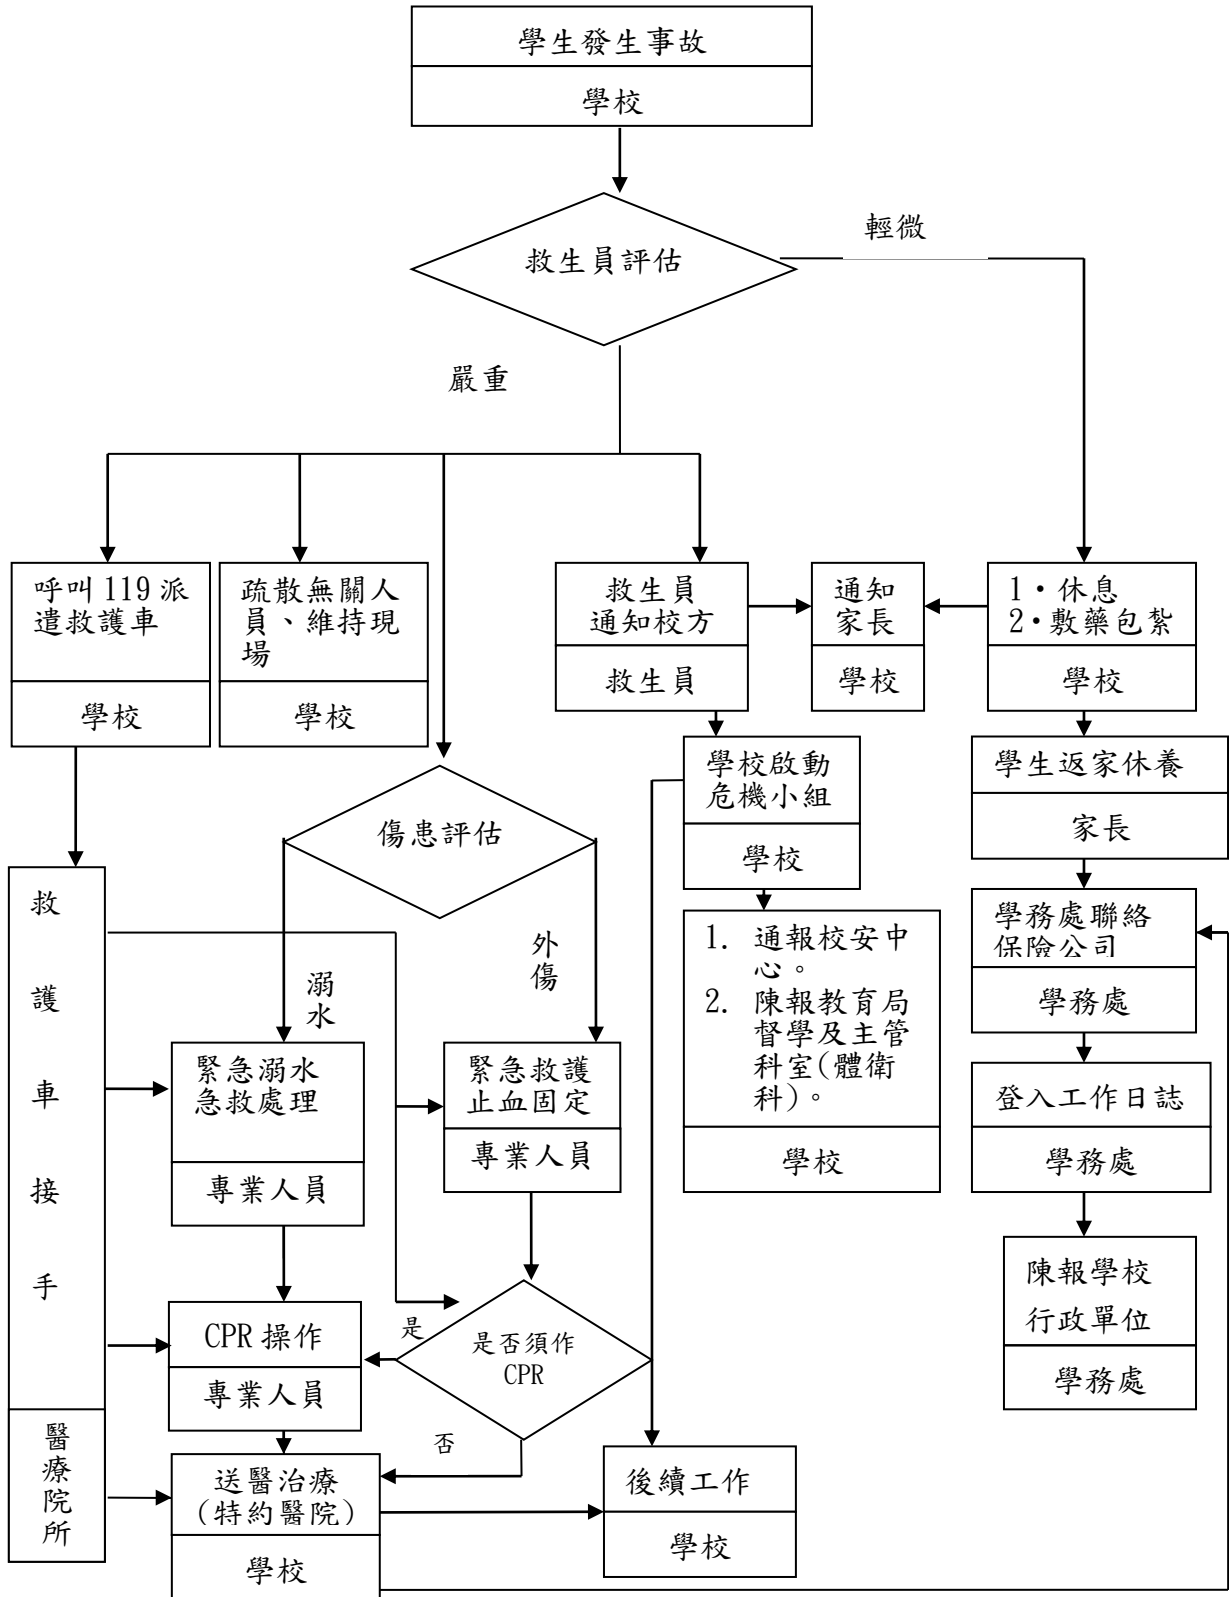 學生發生事故
學校
救生員評估
輕微
嚴重
呼叫 119 派
遣救護車
學校
疏散無關人
員、維持現
場
學校
救生員
通知校方
救生員
通知
家長
學校
1.休息
2.敷藥包紮
學校
傷患評估
學校啟動
危機小組
學校
學生返家休養
家長
救
護
車
接
手
醫
療
院
所
溺
水
外
傷
緊急溺水
急救處理
專業人員
緊急救護
止血固定
專業人員
1. 通報校安中
心。
2. 陳報教育局
督學及主管
科室(體衛
科)。
學校
學務處聯絡
保險公司
學務處
登入工作日誌
學務處
陳報學校
行政單位
學務處
CPR 操作
專業人員
是
是否須作
CPR
否
送醫治療
(特約醫院)
學校
後續工作
學校